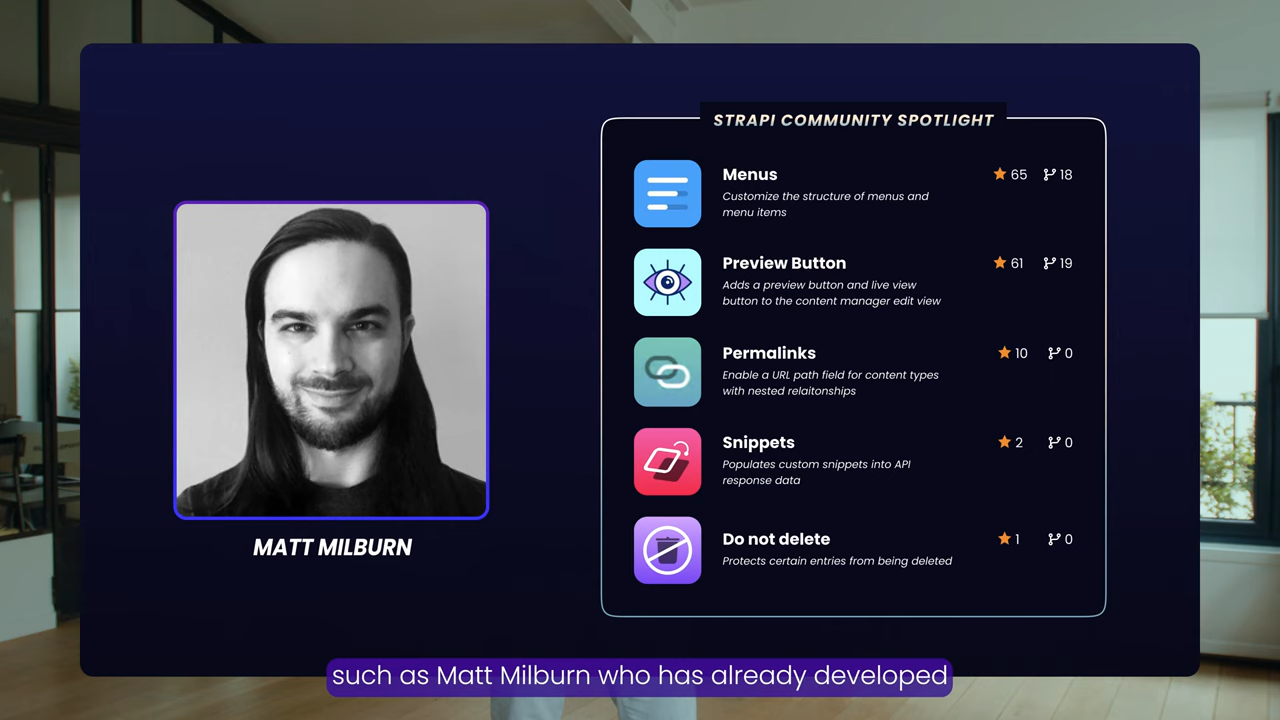 STRAPI COMMUNITY SPOTLIGHT
Menus
65
18
Customize the structure of menus and
menu items
Preview Button
61
19
Adds a preview button and live view
button to the content manager edit view
Permalinks
10
0
Enable a URL path field for content types
with nested relaitonships
Snippets
2
0
Populates custom snippets into API
response data
Do not delete
1
0
Protects certain entries from being deleted
MATT MILBURN
such as Matt Milburn who has already developed